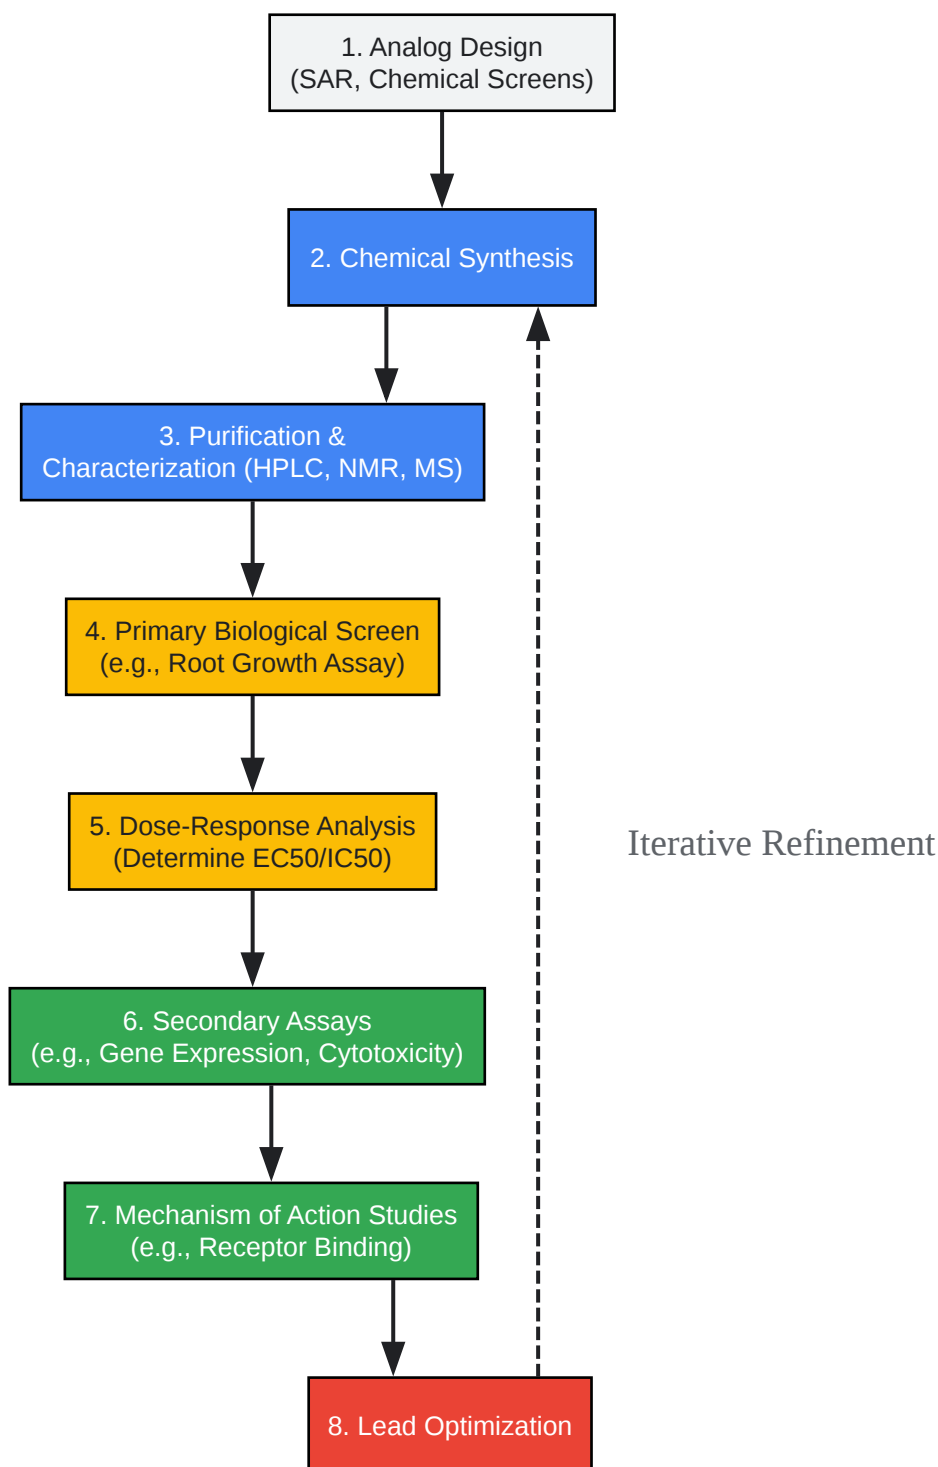 1. Analog Design
(SAR, Chemical Screens)
2. Chemical Synthesis
3. Purification &
Characterization (HPLC, NMR, MS)
4. Primary Biological Screen
(e.g., Root Growth Assay)
5. Dose-Response Analysis
(Determine EC50/IC50)
Iterative Refinement
6. Secondary Assays
(e.g., Gene Expression, Cytotoxicity)
7. Mechanism of Action Studies
(e.g., Receptor Binding)
8. Lead Optimization